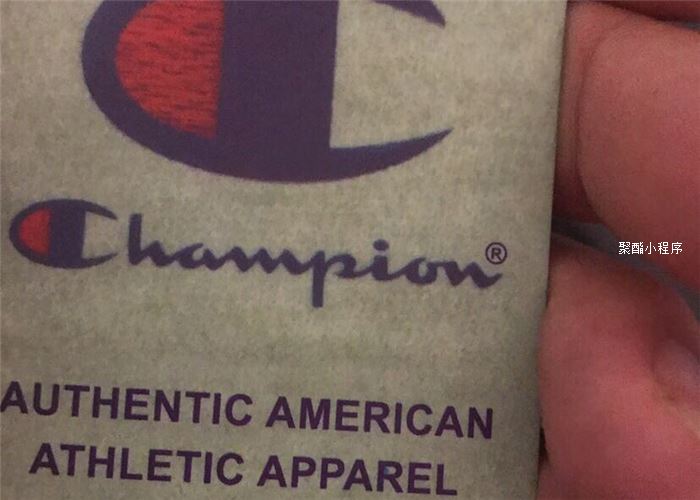 Champion®
聚酯小程序
AUTHENTIC AMERICAN
ATHLETIC APPAREL